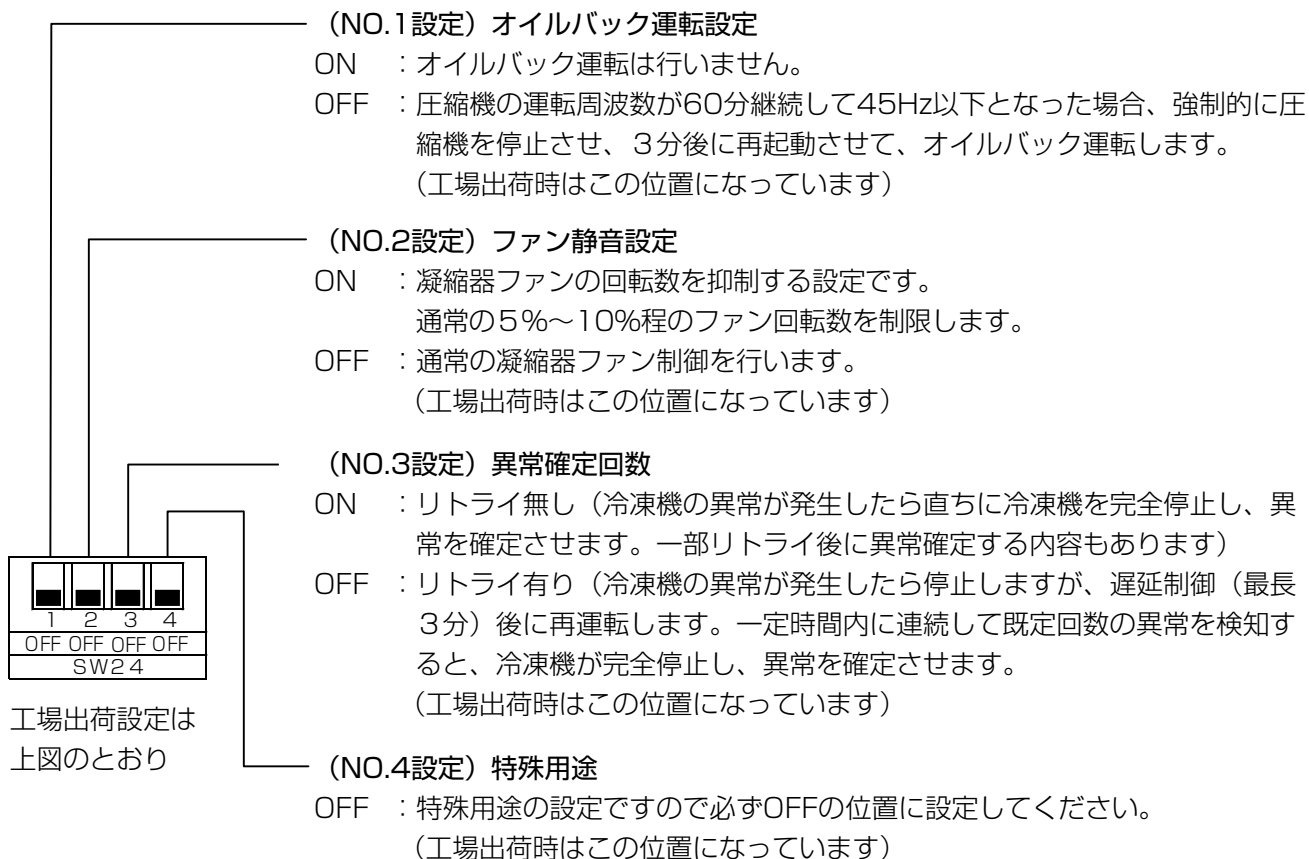 （NO.1設定）オイルバック運転設定
ON　：オイルバック運転は行いません。
OFF　：圧縮機の運転周波数が60分継続して45Hz以下となった場合、強制的に圧
縮機を停止させ、３分後に再起動させて、オイルバック運転します。
（工場出荷時はこの位置になっています）
（NO.2設定）ファン静音設定
ON　：凝縮器ファンの回転数を抑制する設定です。
通常の５％～10％程のファン回転数を制限します。
OFF　：通常の凝縮器ファン制御を行います。
（工場出荷時はこの位置になっています）
（NO.3設定）異常確定回数
ON　：リトライ無し（冷凍機の異常が発生したら直ちに冷凍機を完全停止し、異
常を確定させます。一部リトライ後に異常確定する内容もあります）
OFF　：リトライ有り（冷凍機の異常が発生したら停止しますが、遅延制御（最長
３分）後に再運転します。一定時間内に連続して既定回数の異常を検知す
ると、冷凍機が完全停止し、異常を確定させます。
（工場出荷時はこの位置になっています）
（NO.4設定）特殊用途
OFF　：特殊用途の設定ですので必ずOFFの位置に設定してください。
（工場出荷時はこの位置になっています）
1 2 3 4
OFF OFF OFF OFF
SW24
工場出荷設定は
上図のとおり